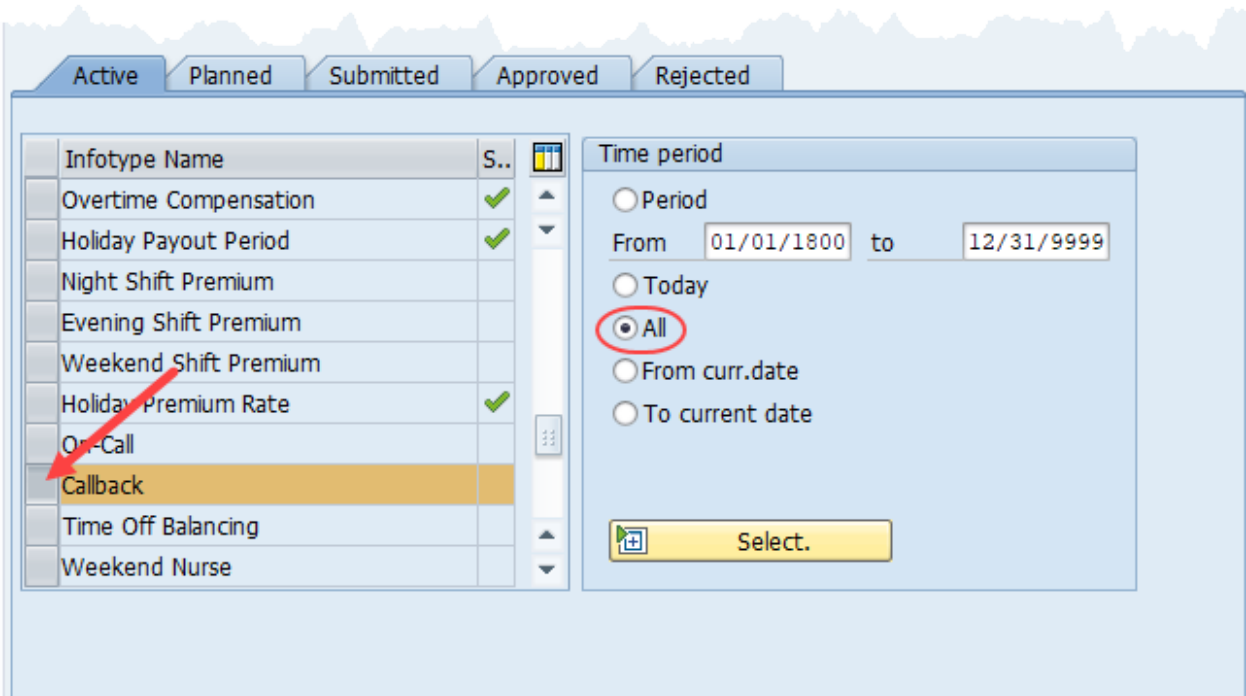 Active Planned Submitted Approved Rejected
Infotype Name S..
Overtime Compensation
Holiday Payout Period
Night Shift Premium
Evening Shift Premium
Weekend Shift Premium
Holiday Premium Rate
On-Call
Callback
Time Off Balancing
Weekend Nurse
Time period
Period
From 01/01/1800 to 12/31/9999
Today
All
From curr.date
To current date
Select.